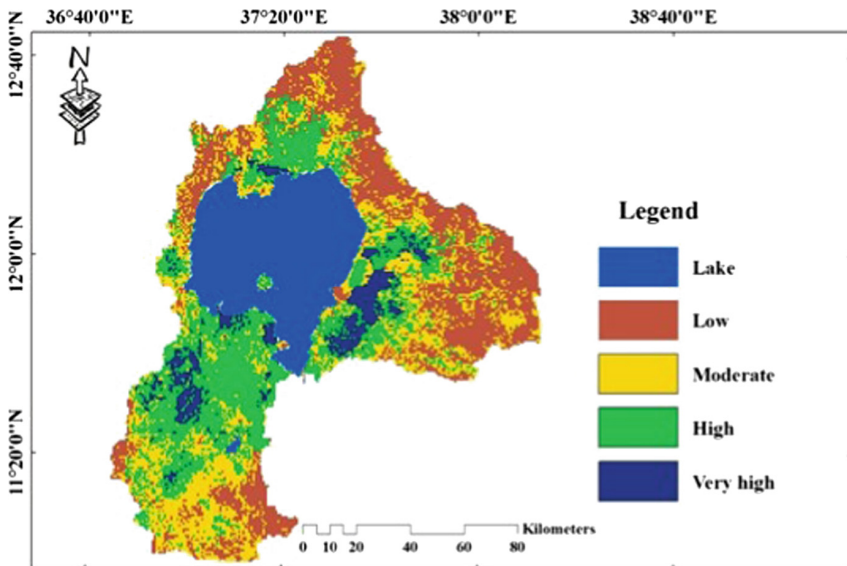 36°40'0"E 37°20'0"E 38°0'0"E 38°40'0"E
12°40'0"N
N
12°0'0"N
11°20'0"N
Legend
Lake
Low
Moderate
High
Very high
Kilometers
0 10 20 40 60 80